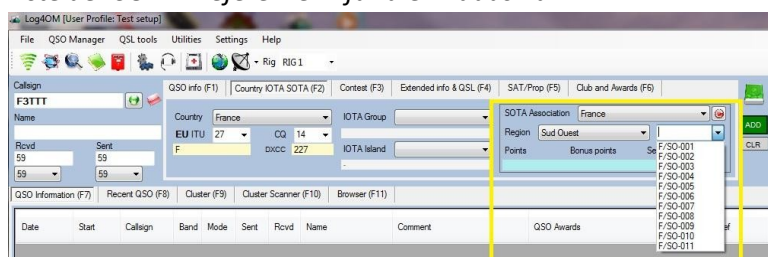 Log4OM [User Profile: Test setup]
File QSO Manager QSL tools Utilities Settings Help
Rig RIG 1
Callsign
F3TTT
Name
Rcvd Sent
59 59
59 59
QSO info (F1) Country IOTA SOTA (F2) Contest (F3) Extended info & QSL (F4) SAT/Prop (F5) Club and Awards (F6)
Country France IOTA Group
EU ITU 27 CQ 14
F DXCC 227 IOTA Island
-
SOTA Association France
Region Sud Ouest
Points Bonus points
F/SO-001
F/SO-002
F/SO-003
F/SO-004
F/SO-005
F/SO-006
F/SO-007
F/SO-008
F/SO-009
F/SO-010
F/SO-011
ADD
CLR
QSO Information (F7) Recent QSO (F8) Cluster (F9) Cluster Scanner (F10) Browser (F11)
Date Start Callsign Band Mode Sent Rcvd Name Comment QSO Awards